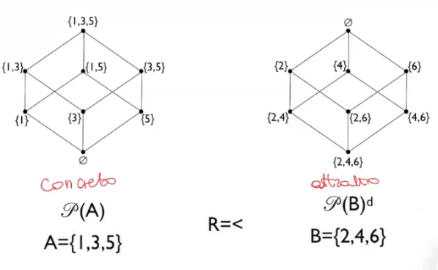 {1,3,5}
∅
{1,3}
{1,5}
{3,5}
{2}
{4}
{6}
{1}
{3}
{5}
{2,4}
{2,6}
{4,6}
∅
{2,4,6}
concreto
astratto
𝒫(A)
R=<
𝒫(B)ᵈ
A={1,3,5}
B={2,4,6}